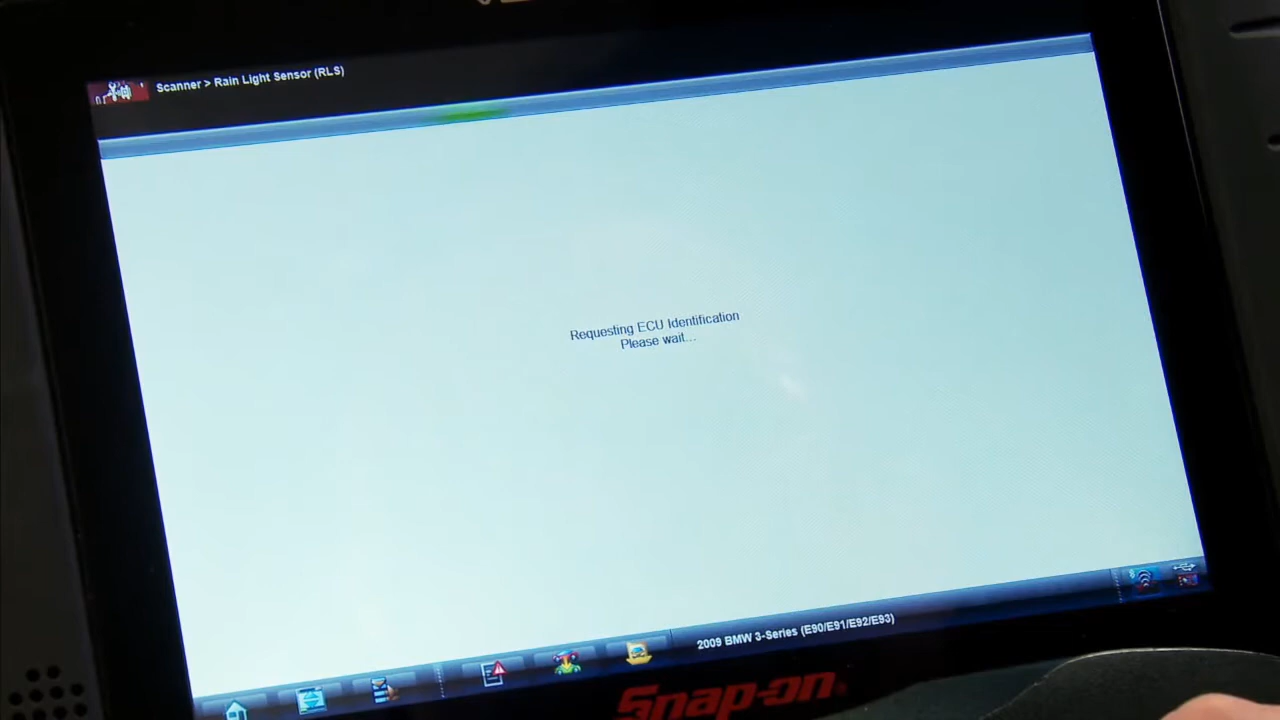 Scanner > Rain Light Sensor (RLS)
Requesting ECU Identification
Please wait...
2009 BMW 3-Series (E90/E91/E92/E93)
Snap-on